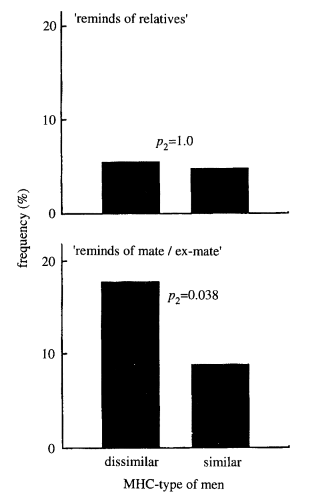 20
'reminds of relatives'
10
p₂=1.0
0
frequency (%)
'reminds of mate / ex-mate'
20
p₂=0.038
10
0
dissimilar similar
MHC-type of men